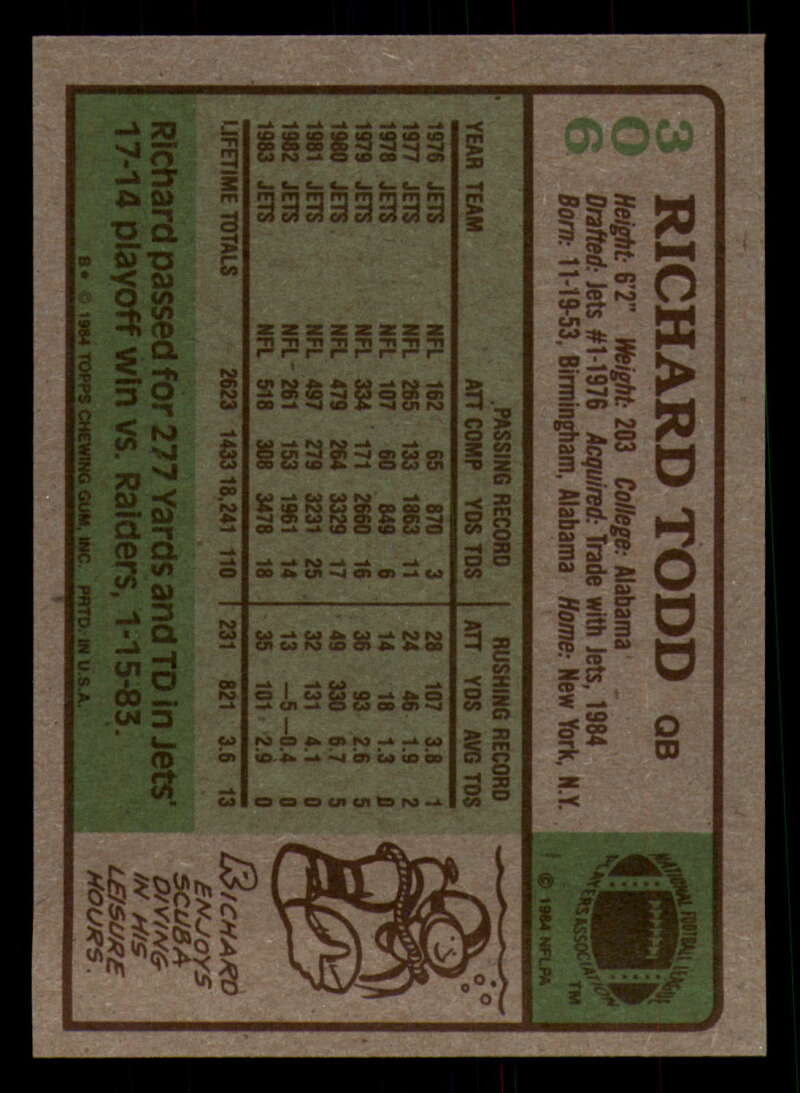 306
RICHARD TODD QB
Height: 6'2" Weight: 203 College: Alabama
Drafted: Jets #1-1976 Acquired: Trade with Jets, 1984
Born: 11-19-53, Birmingham, Alabama Home: New York, N.Y.
NATIONAL FOOTBALL LEAGUE
PLAYERS ASSOCIATION
TM
© 1984 NFLPA
PASSING RECORD RUSHING RECORD
YEAR TEAM ATT COMP YDS TDS ATT YDS AVG TDS
1976 JETS NFL 162 65 870 3 28 107 3.8 1
1977 JETS NFL 265 133 1863 11 24 46 1.9 2
1978 JETS NFL 107 60 849 6 14 18 1.3 0
1979 JETS NFL 334 171 2660 16 36 93 2.6 5
1980 JETS NFL 479 264 3329 17 49 330 6.7 5
1981 JETS NFL 497 279 3231 25 32 131 4.1 0
1982 JETS NFL 261 153 1961 14 13 -5 -0.4 0
1983 JETS NFL 518 308 3478 18 35 101 2.9 0
LIFETIME TOTALS 2623 1433 18,241 110 231 821 3.6 13
Richard passed for 277 Yards and TD in Jets'
17-14 playoff win vs. Raiders, 1-15-83.
B* © 1984 TOPPS CHEWING GUM, INC. PRTD. IN U.S.A.
RICHARD
ENJOYS
SCUBA
DIVING
IN HIS
LEISURE
HOURS.